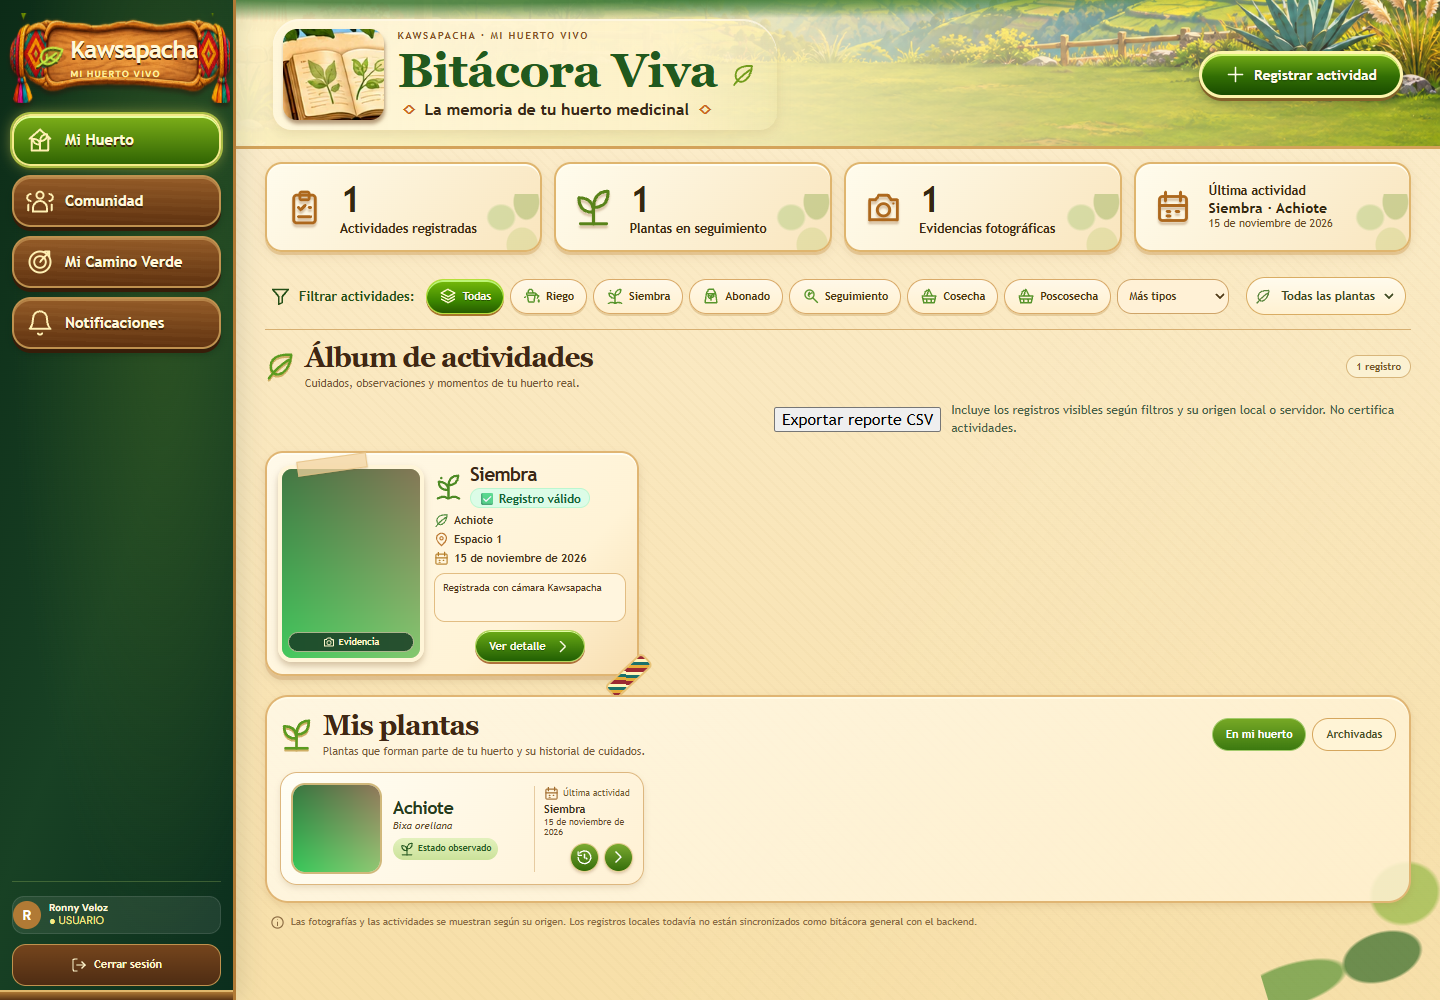 Kawsapacha
MI HUERTO VIVO
Mi Huerto
Comunidad
Mi Camino Verde
Notificaciones
Ronny Veloz
R
● USUARIO
Cerrar sesión
KAWSAPACHA · MI HUERTO VIVO
Bitácora Viva
La memoria de tu huerto medicinal
Registrar actividad
1
Actividades registradas
1
Plantas en seguimiento
1
Evidencias fotográficas
Última actividad
Siembra · Achiote
15 de noviembre de 2026
Filtrar actividades:
Todas
Riego
Siembra
Abonado
Seguimiento
Cosecha
Poscosecha
Más tipos
Todas las plantas
Álbum de actividades
Cuidados, observaciones y momentos de tu huerto real.
1 registro
Exportar reporte CSV
Incluye los registros visibles según filtros y su origen local o servidor. No certifica
actividades.
Siembra
✅ Registro válido
Achiote
Espacio 1
15 de noviembre de 2026
Registrada con cámara Kawsapacha
Evidencia
Ver detalle
Mis plantas
Plantas que forman parte de tu huerto y su historial de cuidados.
En mi huerto
Archivadas
Achiote
Bixa orellana
Estado observado
Última actividad
Siembra
15 de noviembre de
2026
Las fotografías y las actividades se muestran según su origen. Los registros locales todavía no están sincronizados como bitácora general con el backend.